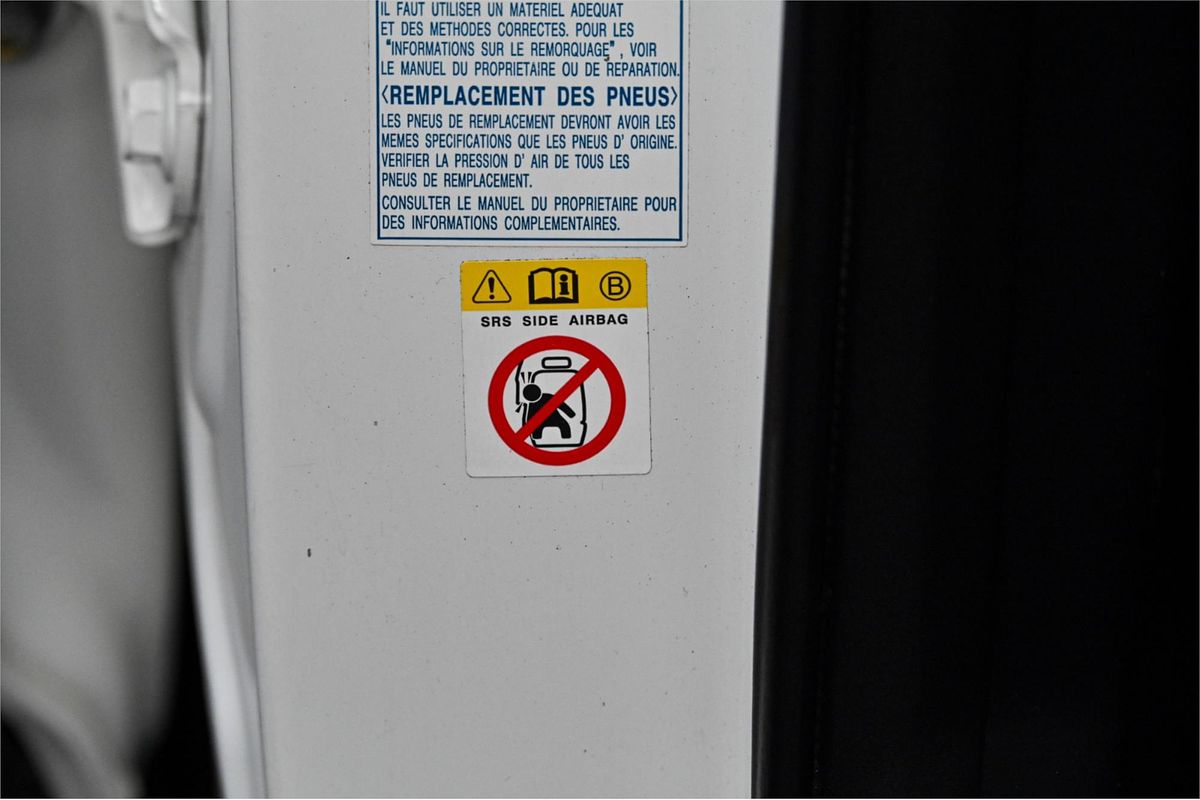 IL FAUT UTILISER UN MATERIEL ADEQUAT
ET DES METHODES CORRECTES. POUR LES
"INFORMATIONS SUR LE REMORQUAGE", VOIR
LE MANUEL DU PROPRIETAIRE OU DE REPARATION.
〈REMPLACEMENT DES PNEUS〉
LES PNEUS DE REMPLACEMENT DEVRONT AVOIR LES
MEMES SPECIFICATIONS QUE LES PNEUS D' ORIGINE.
VERIFIER LA PRESSION D' AIR DE TOUS LES
PNEUS DE REMPLACEMENT.
CONSULTER LE MANUEL DU PROPRIETAIRE POUR
DES INFORMATIONS COMPLEMENTAIRES.
B
SRS SIDE AIRBAG